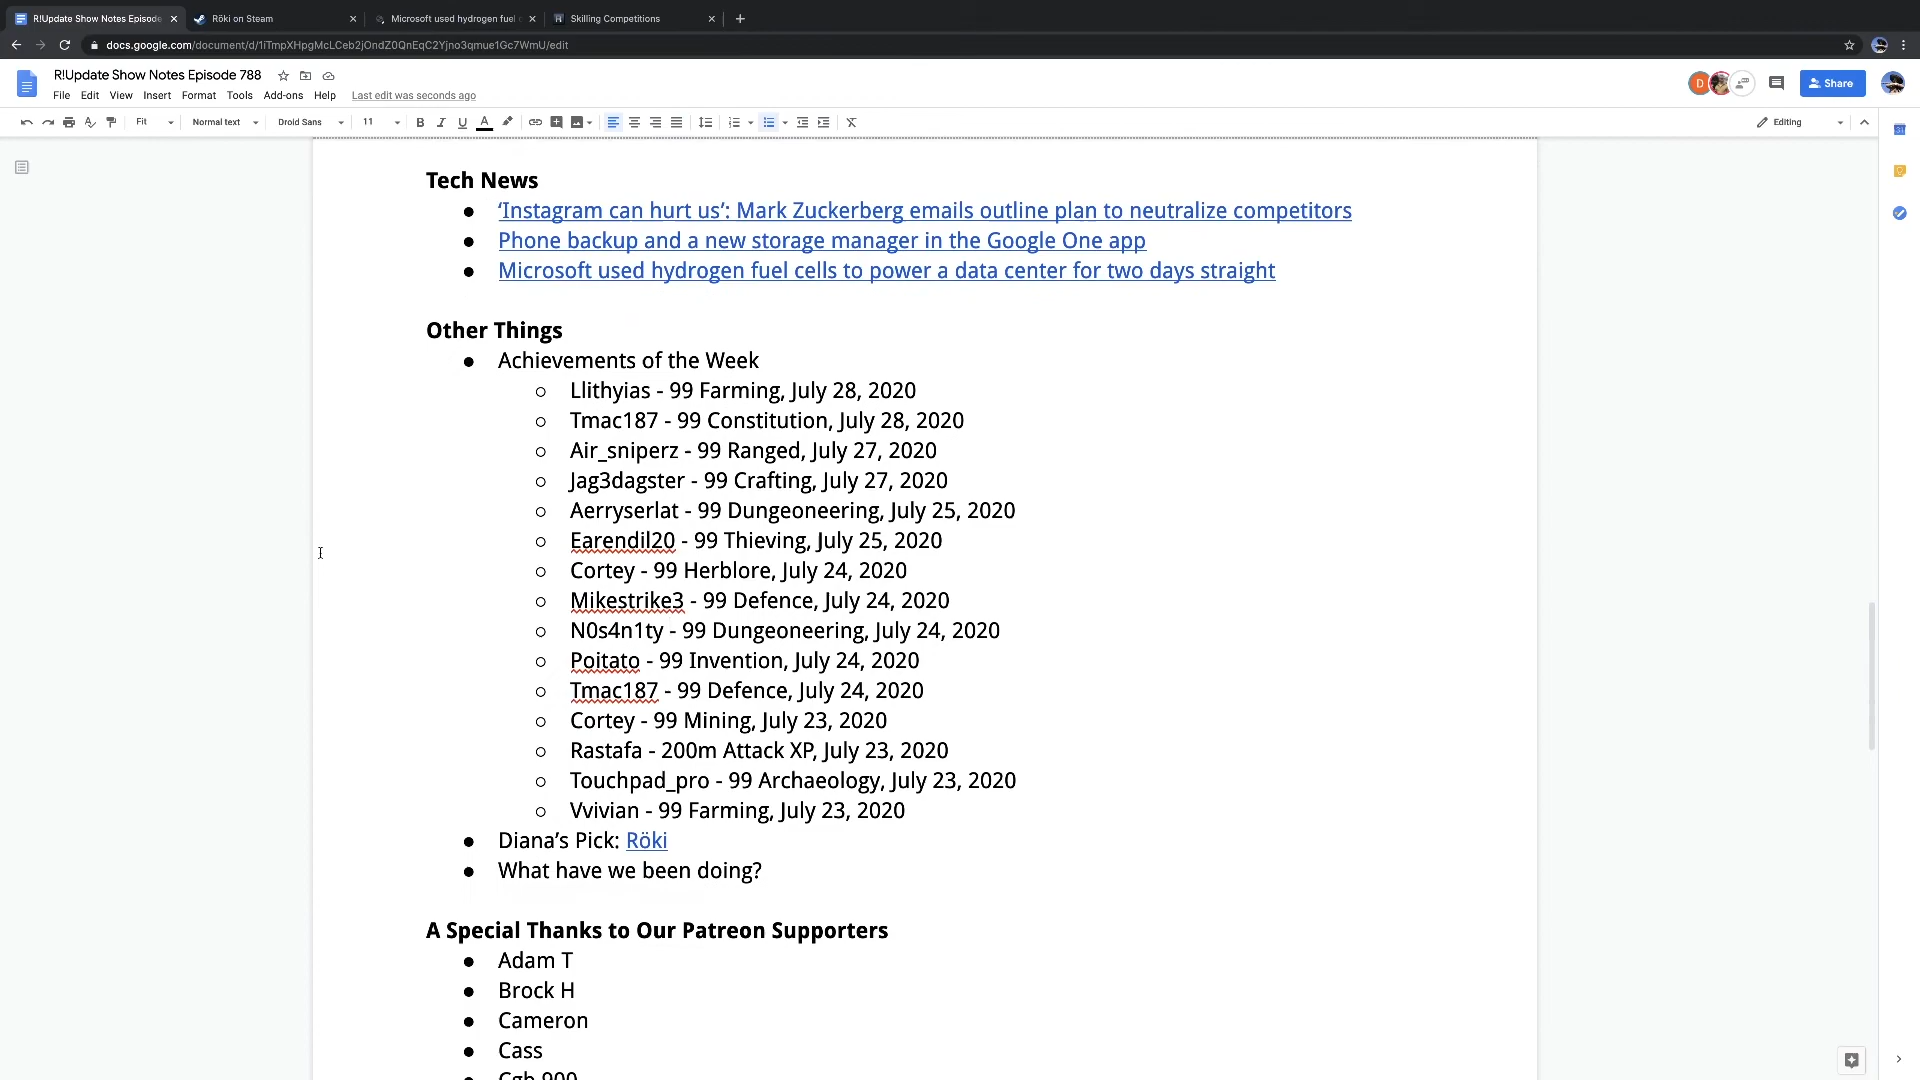 R!Update Show Notes Episode
Röki on Steam
Microsoft used hydrogen fuel
Skilling Competitions
docs.google.com/document/d/1iTmpXHpgMcLCeb2jOndZ0QnEqC2Yjno3qmue1Gc7WmU/edit
R!Update Show Notes Episode 788
File Edit View Insert Format Tools Add-ons Help Last edit was seconds ago
D
Share
Fit Normal text Droid Sans 11 B I U A Editing
Tech News
● ‘Instagram can hurt us’: Mark Zuckerberg emails outline plan to neutralize competitors
● Phone backup and a new storage manager in the Google One app
● Microsoft used hydrogen fuel cells to power a data center for two days straight
Other Things
● Achievements of the Week
○ Llithyias - 99 Farming, July 28, 2020
○ Tmac187 - 99 Constitution, July 28, 2020
○ Air_sniperz - 99 Ranged, July 27, 2020
○ Jag3dagster - 99 Crafting, July 27, 2020
○ Aerryserlat - 99 Dungeoneering, July 25, 2020
○ Earendil20 - 99 Thieving, July 25, 2020
○ Cortey - 99 Herblore, July 24, 2020
○ Mikestrike3 - 99 Defence, July 24, 2020
○ N0s4n1ty - 99 Dungeoneering, July 24, 2020
○ Poitato - 99 Invention, July 24, 2020
○ Tmac187 - 99 Defence, July 24, 2020
○ Cortey - 99 Mining, July 23, 2020
○ Rastafa - 200m Attack XP, July 23, 2020
○ Touchpad_pro - 99 Archaeology, July 23, 2020
○ Vvivian - 99 Farming, July 23, 2020
● Diana’s Pick: Röki
● What have we been doing?
A Special Thanks to Our Patreon Supporters
● Adam T
● Brock H
● Cameron
● Cass
● Cgb 900